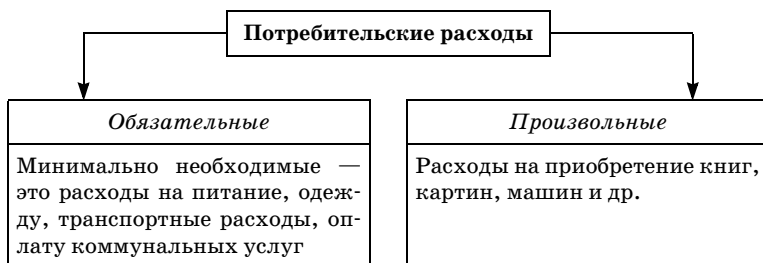 Потребительские расходы
Обязательные
Минимально необходимые —
это расходы на питание, одеж-
ду, транспортные расходы, оп-
лату коммунальных услуг
Произвольные
Расходы на приобретение книг,
картин, машин и др.